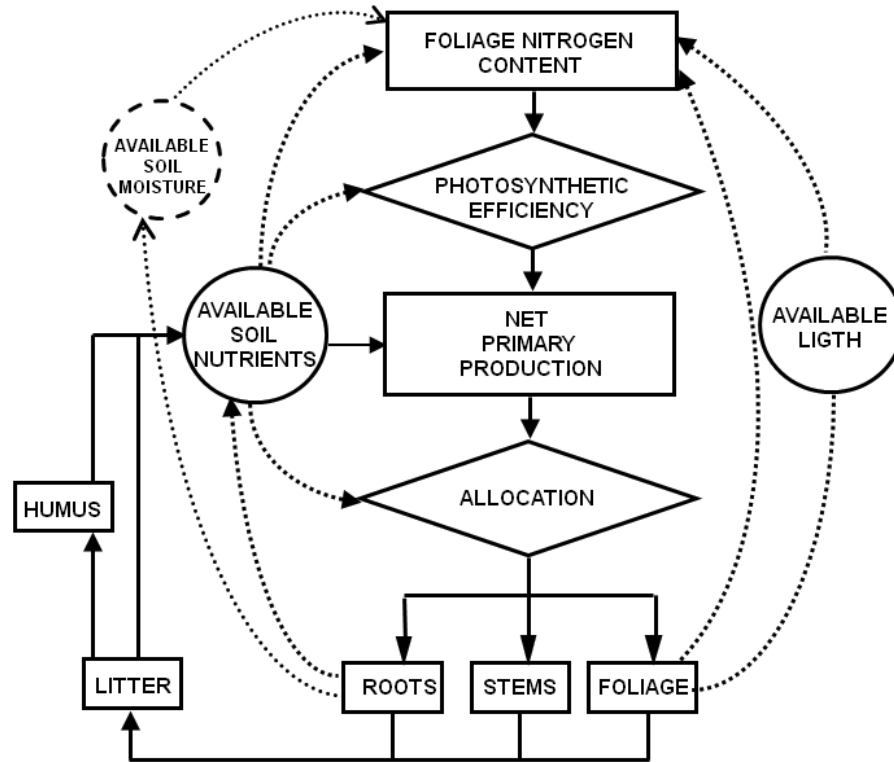 FOLIAGE NITROGEN
CONTENT
AVAILABLE
SOIL
MOISTURE
PHOTOSYNTHETIC
EFFICIENCY
AVAILABLE
SOIL
NUTRIENTS
NET
PRIMARY
PRODUCTION
AVAILABLE
LIGTH
ALLOCATION
HUMUS
LITTER
ROOTS
STEMS
FOLIAGE